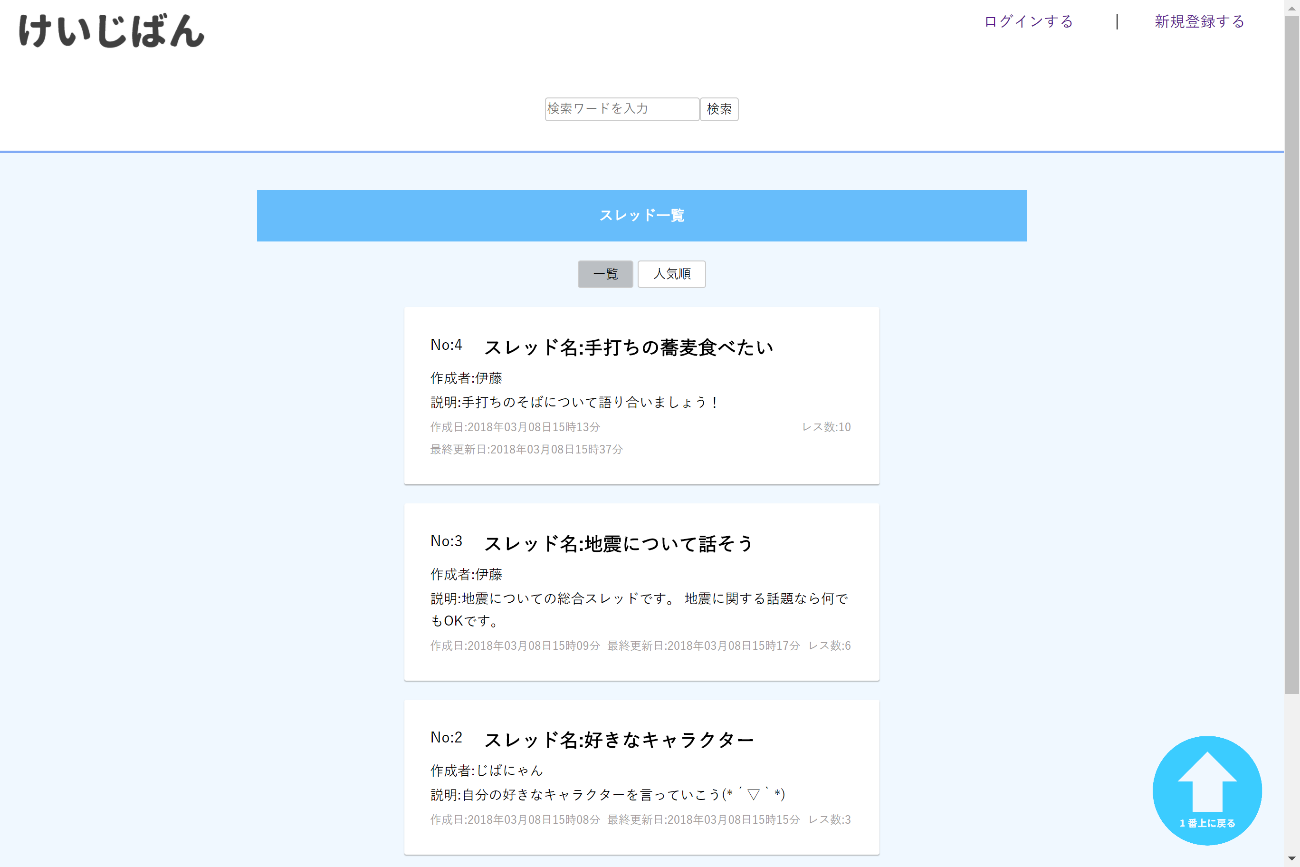 けいじばん
ログインする | 新規登録する
検索ワードを入力 検索
スレッド一覧
一覧 人気順
No:4 スレッド名:手打ちの蕎麦食べたい
作成者:伊藤
説明:手打ちのそばについて語り合いましょう！
作成日:2018年03月08日15時13分 レス数:10
最終更新日:2018年03月08日15時37分
No:3 スレッド名:地震について話そう
作成者:伊藤
説明:地震についての総合スレッドです。 地震に関する話題なら何で
もOKです。
作成日:2018年03月08日15時09分 最終更新日:2018年03月08日15時17分 レス数:6
No:2 スレッド名:好きなキャラクター
作成者:じばにゃん
説明:自分の好きなキャラクターを言っていこう(*´▽｀*)
作成日:2018年03月08日15時08分 最終更新日:2018年03月08日15時15分 レス数:3
１番上に戻る